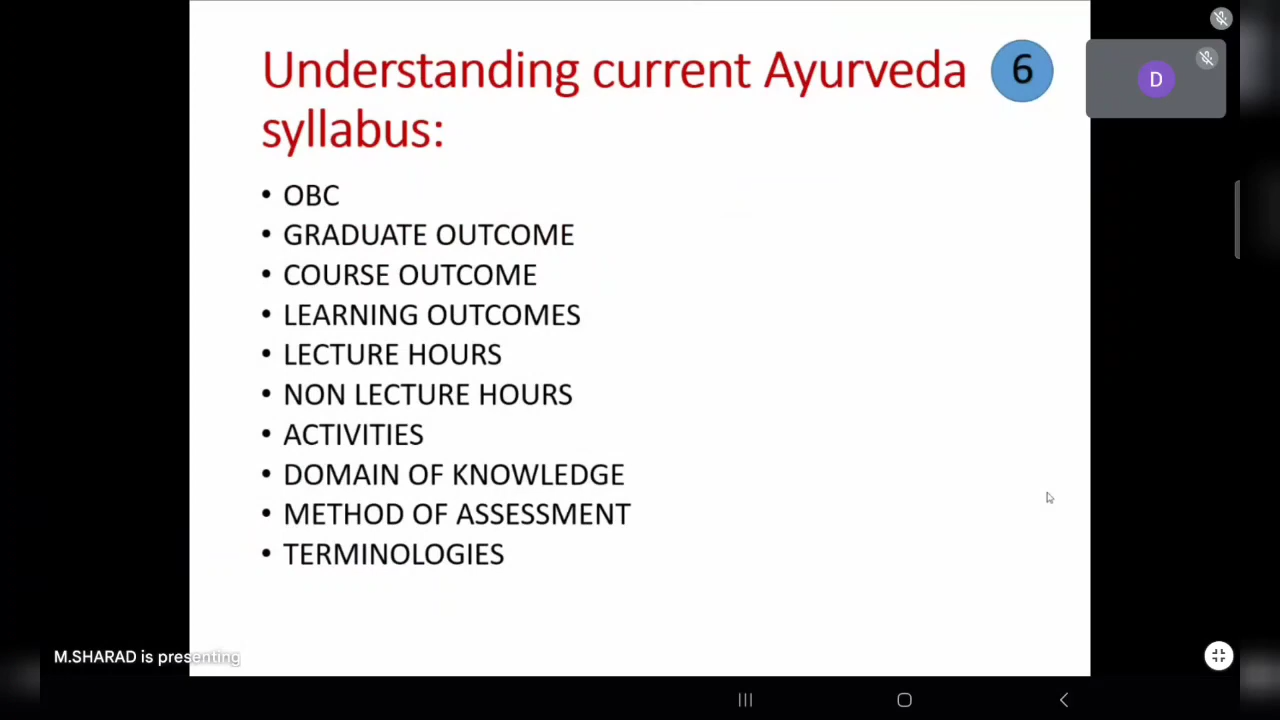 Understanding current Ayurveda
syllabus:
6
D
• OBC
• GRADUATE OUTCOME
• COURSE OUTCOME
• LEARNING OUTCOMES
• LECTURE HOURS
• NON LECTURE HOURS
• ACTIVITIES
• DOMAIN OF KNOWLEDGE
• METHOD OF ASSESSMENT
• TERMINOLOGIES
M.SHARAD is presenting